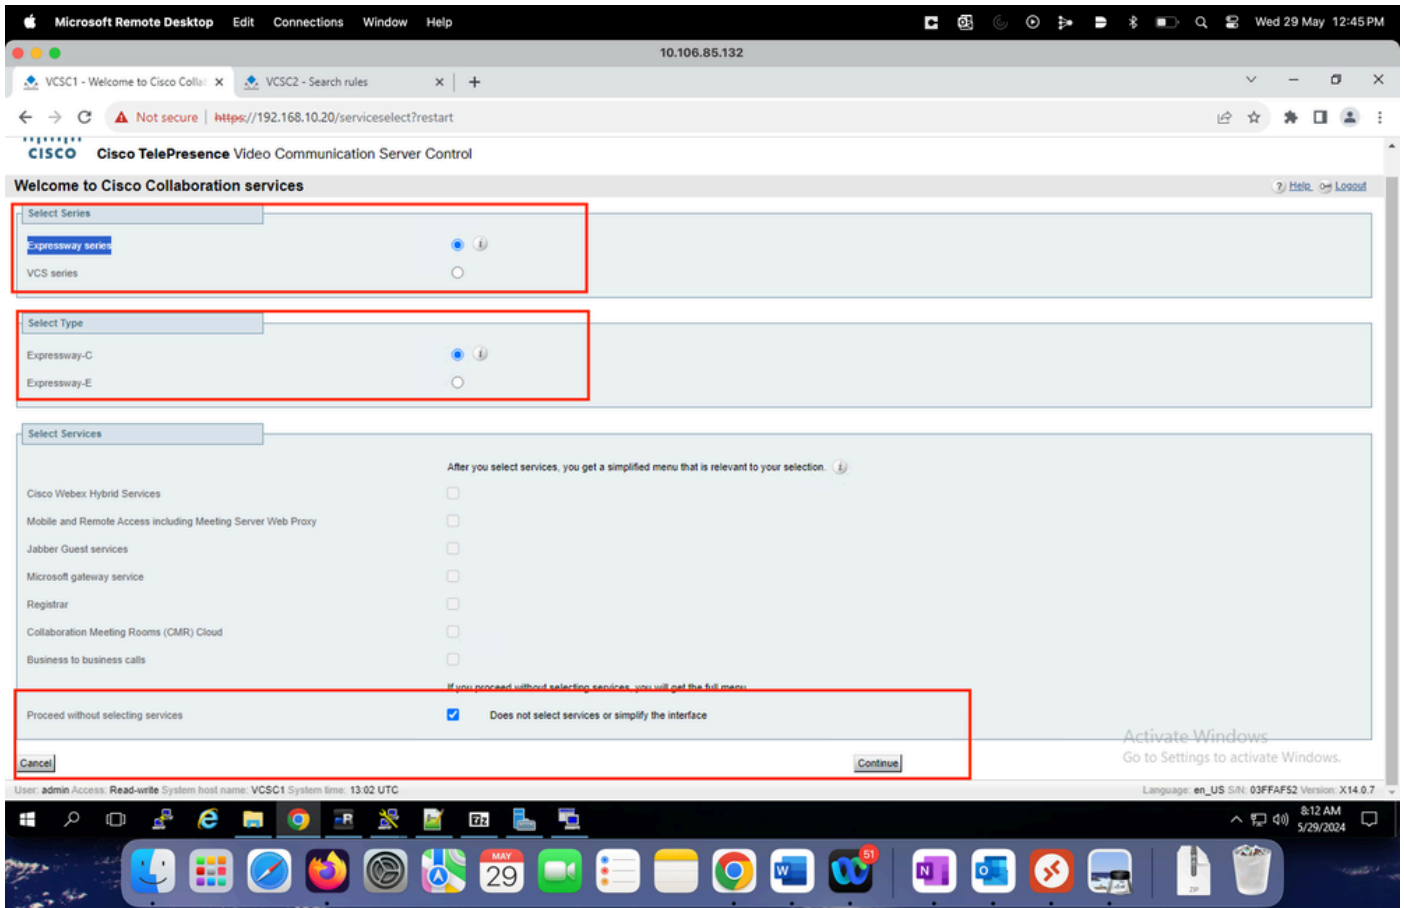 Microsoft Remote Desktop Edit Connections Window Help Wed 29 May 12:45 PM
10.106.85.132
VCSC1 - Welcome to Cisco Colla VCSC2 - Search rules
Not secure https://192.168.10.20/serviceselect?restart
CISCO Cisco TelePresence Video Communication Server Control
Welcome to Cisco Collaboration services Help Logout
Select Series
Expressway series
VCS series
Select Type
Expressway-C
Expressway-E
Select Services
After you select services, you get a simplified menu that is relevant to your selection.
Cisco Webex Hybrid Services
Mobile and Remote Access including Meeting Server Web Proxy
Jabber Guest services
Microsoft gateway service
Registrar
Collaboration Meeting Rooms (CMR) Cloud
Business to business calls
If you proceed without selecting services, you will get the full menu
Proceed without selecting services Does not select services or simplify the interface
Activate Windows
Go to Settings to activate Windows.
Cancel Continue
User: admin Access: Read-write System host name: VCSC1 System time: 13:02 UTC Language: en_US S/N: 03FFAF52 Version: X14.0.7
8:12 AM
5/29/2024
MAY
29
51
ZIP